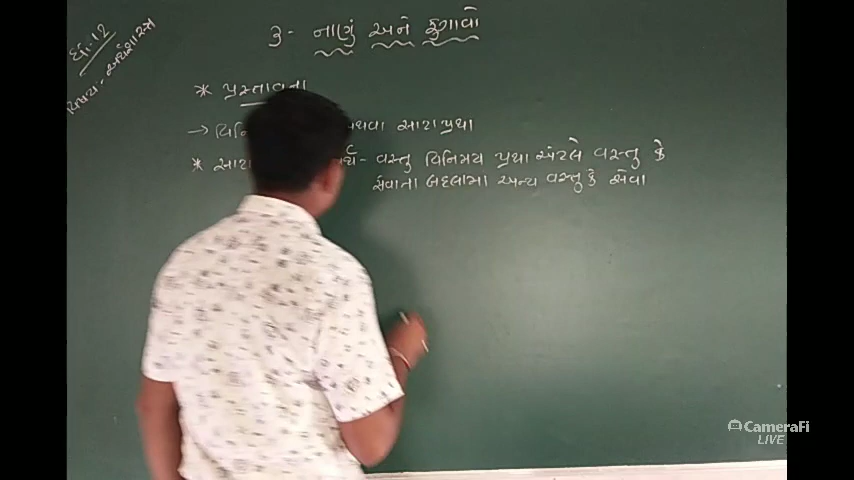 ધો.12
વિષય:- અર્થશાસ્ત્ર
3- નાણું અને ફુગાવો
* પ્રસ્તાવના
→ વિનિ થવા સાટા પ્રથા
* સાટા ર્થ - વસ્તુ વિનિમય પ્રથા એટલે વસ્તુ કે
સેવાના બદલામાં અન્ય વસ્તુ કે સેવા
CameraFi
LIVE